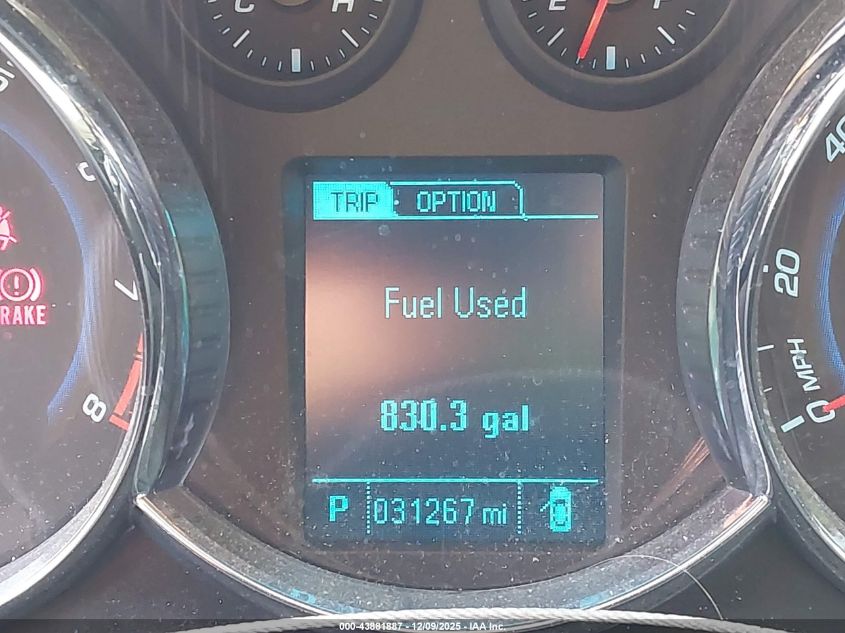 C H
E F
TRIP OPTION
Fuel Used
830.3 gal
P 031267 mi
7
8
RAKE
40
20
0 MPH
000-43881887 - 12/09/2025 - IAA Inc.